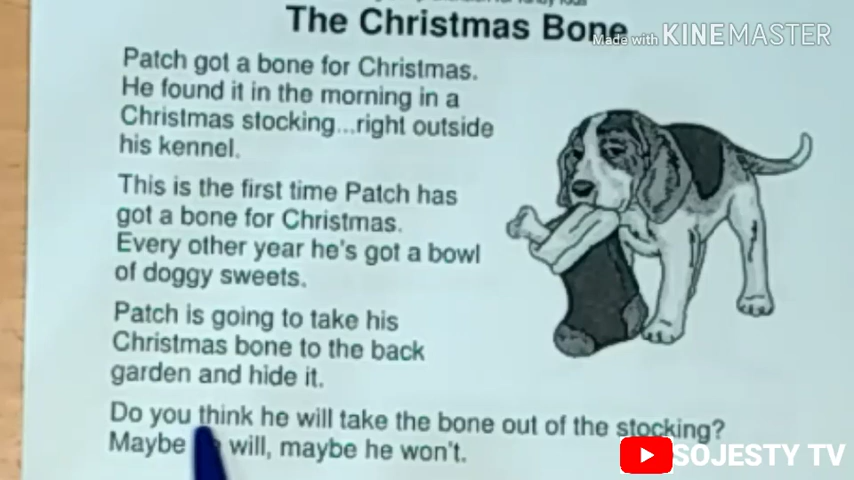 The Christmas Bone
Made with KINEMASTER
Patch got a bone for Christmas.
He found it in the morning in a
Christmas stocking...right outside
his kennel.
This is the first time Patch has
got a bone for Christmas.
Every other year he's got a bowl
of doggy sweets.
Patch is going to take his
Christmas bone to the back
garden and hide it.
Do you think he will take the bone out of the stocking?
Maybe will, maybe he won't.
SOJESTY TV